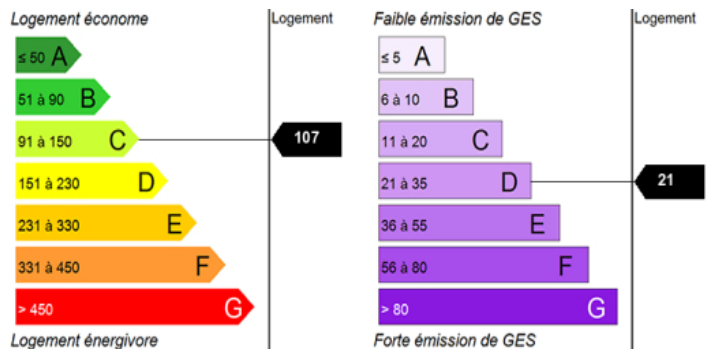 Logement économe
Logement
≤ 50 A
51 à 90 B
91 à 150 C
107
151 à 230 D
231 à 330 E
331 à 450 F
> 450 G
Logement énergivore
Faible émission de GES
Logement
≤ 5 A
6 à 10 B
11 à 20 C
21 à 35 D
21
36 à 55 E
56 à 80 F
> 80 G
Forte émission de GES